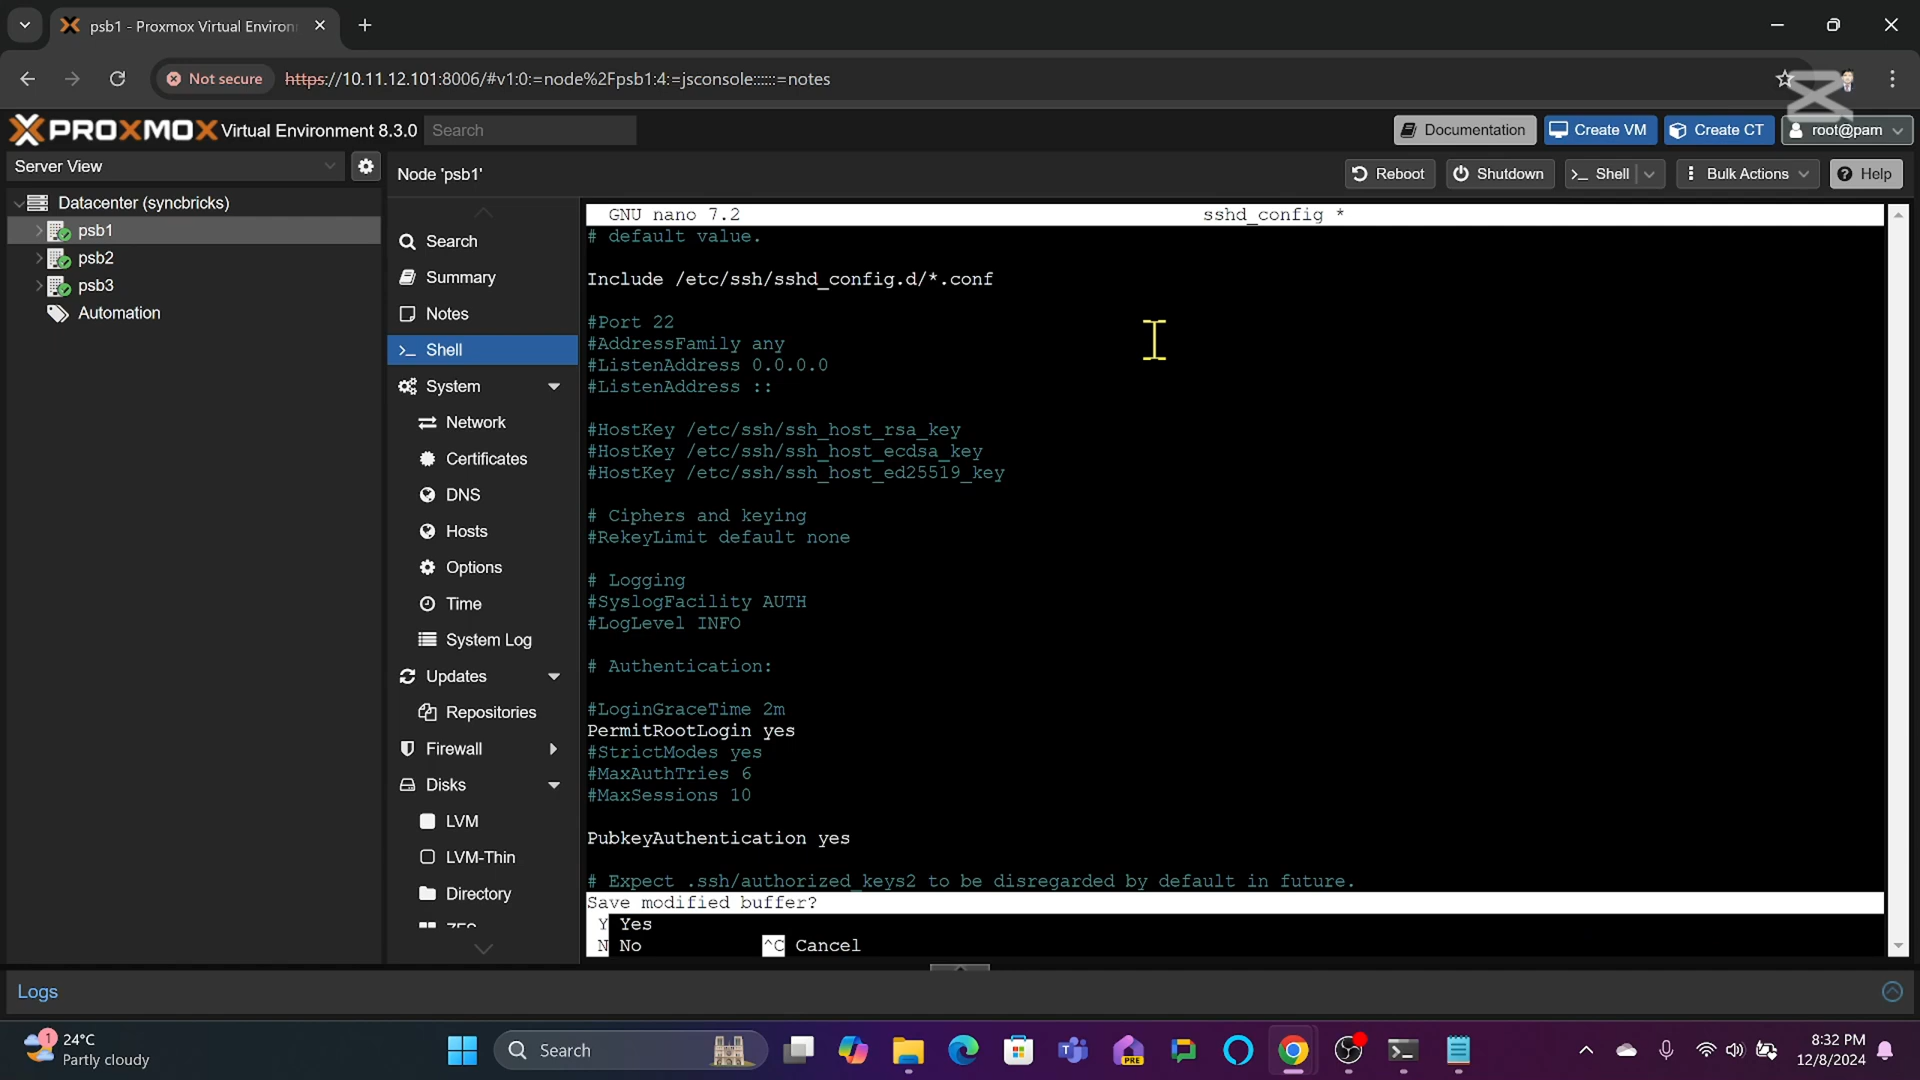 psb1 - Proxmox Virtual Environ
Not secure
https://10.11.12.101:8006/#v1:0:=node%2Fpsb1:4:=jsconsole::::::=notes
PROXMOX Virtual Environment 8.3.0
Search
Documentation
Create VM
Create CT
root@pam
Server View
Node 'psb1'
Reboot
Shutdown
Shell
Bulk Actions
Help
Datacenter (syncbricks)
psb1
psb2
psb3
Automation
Search
Summary
Notes
Shell
System
Network
Certificates
DNS
Hosts
Options
Time
System Log
Updates
Repositories
Firewall
Disks
LVM
LVM-Thin
Directory
GNU nano 7.2 sshd_config *
# default value.
Include /etc/ssh/sshd_config.d/*.conf
#Port 22
#AddressFamily any
#ListenAddress 0.0.0.0
#ListenAddress ::
#HostKey /etc/ssh/ssh_host_rsa_key
#HostKey /etc/ssh/ssh_host_ecdsa_key
#HostKey /etc/ssh/ssh_host_ed25519_key
# Ciphers and keying
#RekeyLimit default none
# Logging
#SyslogFacility AUTH
#LogLevel INFO
# Authentication:
#LoginGraceTime 2m
PermitRootLogin yes
#StrictModes yes
#MaxAuthTries 6
#MaxSessions 10
PubkeyAuthentication yes
# Expect .ssh/authorized_keys2 to be disregarded by default in future.
Save modified buffer?
Y Yes
N No ^C Cancel
Logs
1
24°C
Partly cloudy
Search
PRE
8:32 PM
12/8/2024